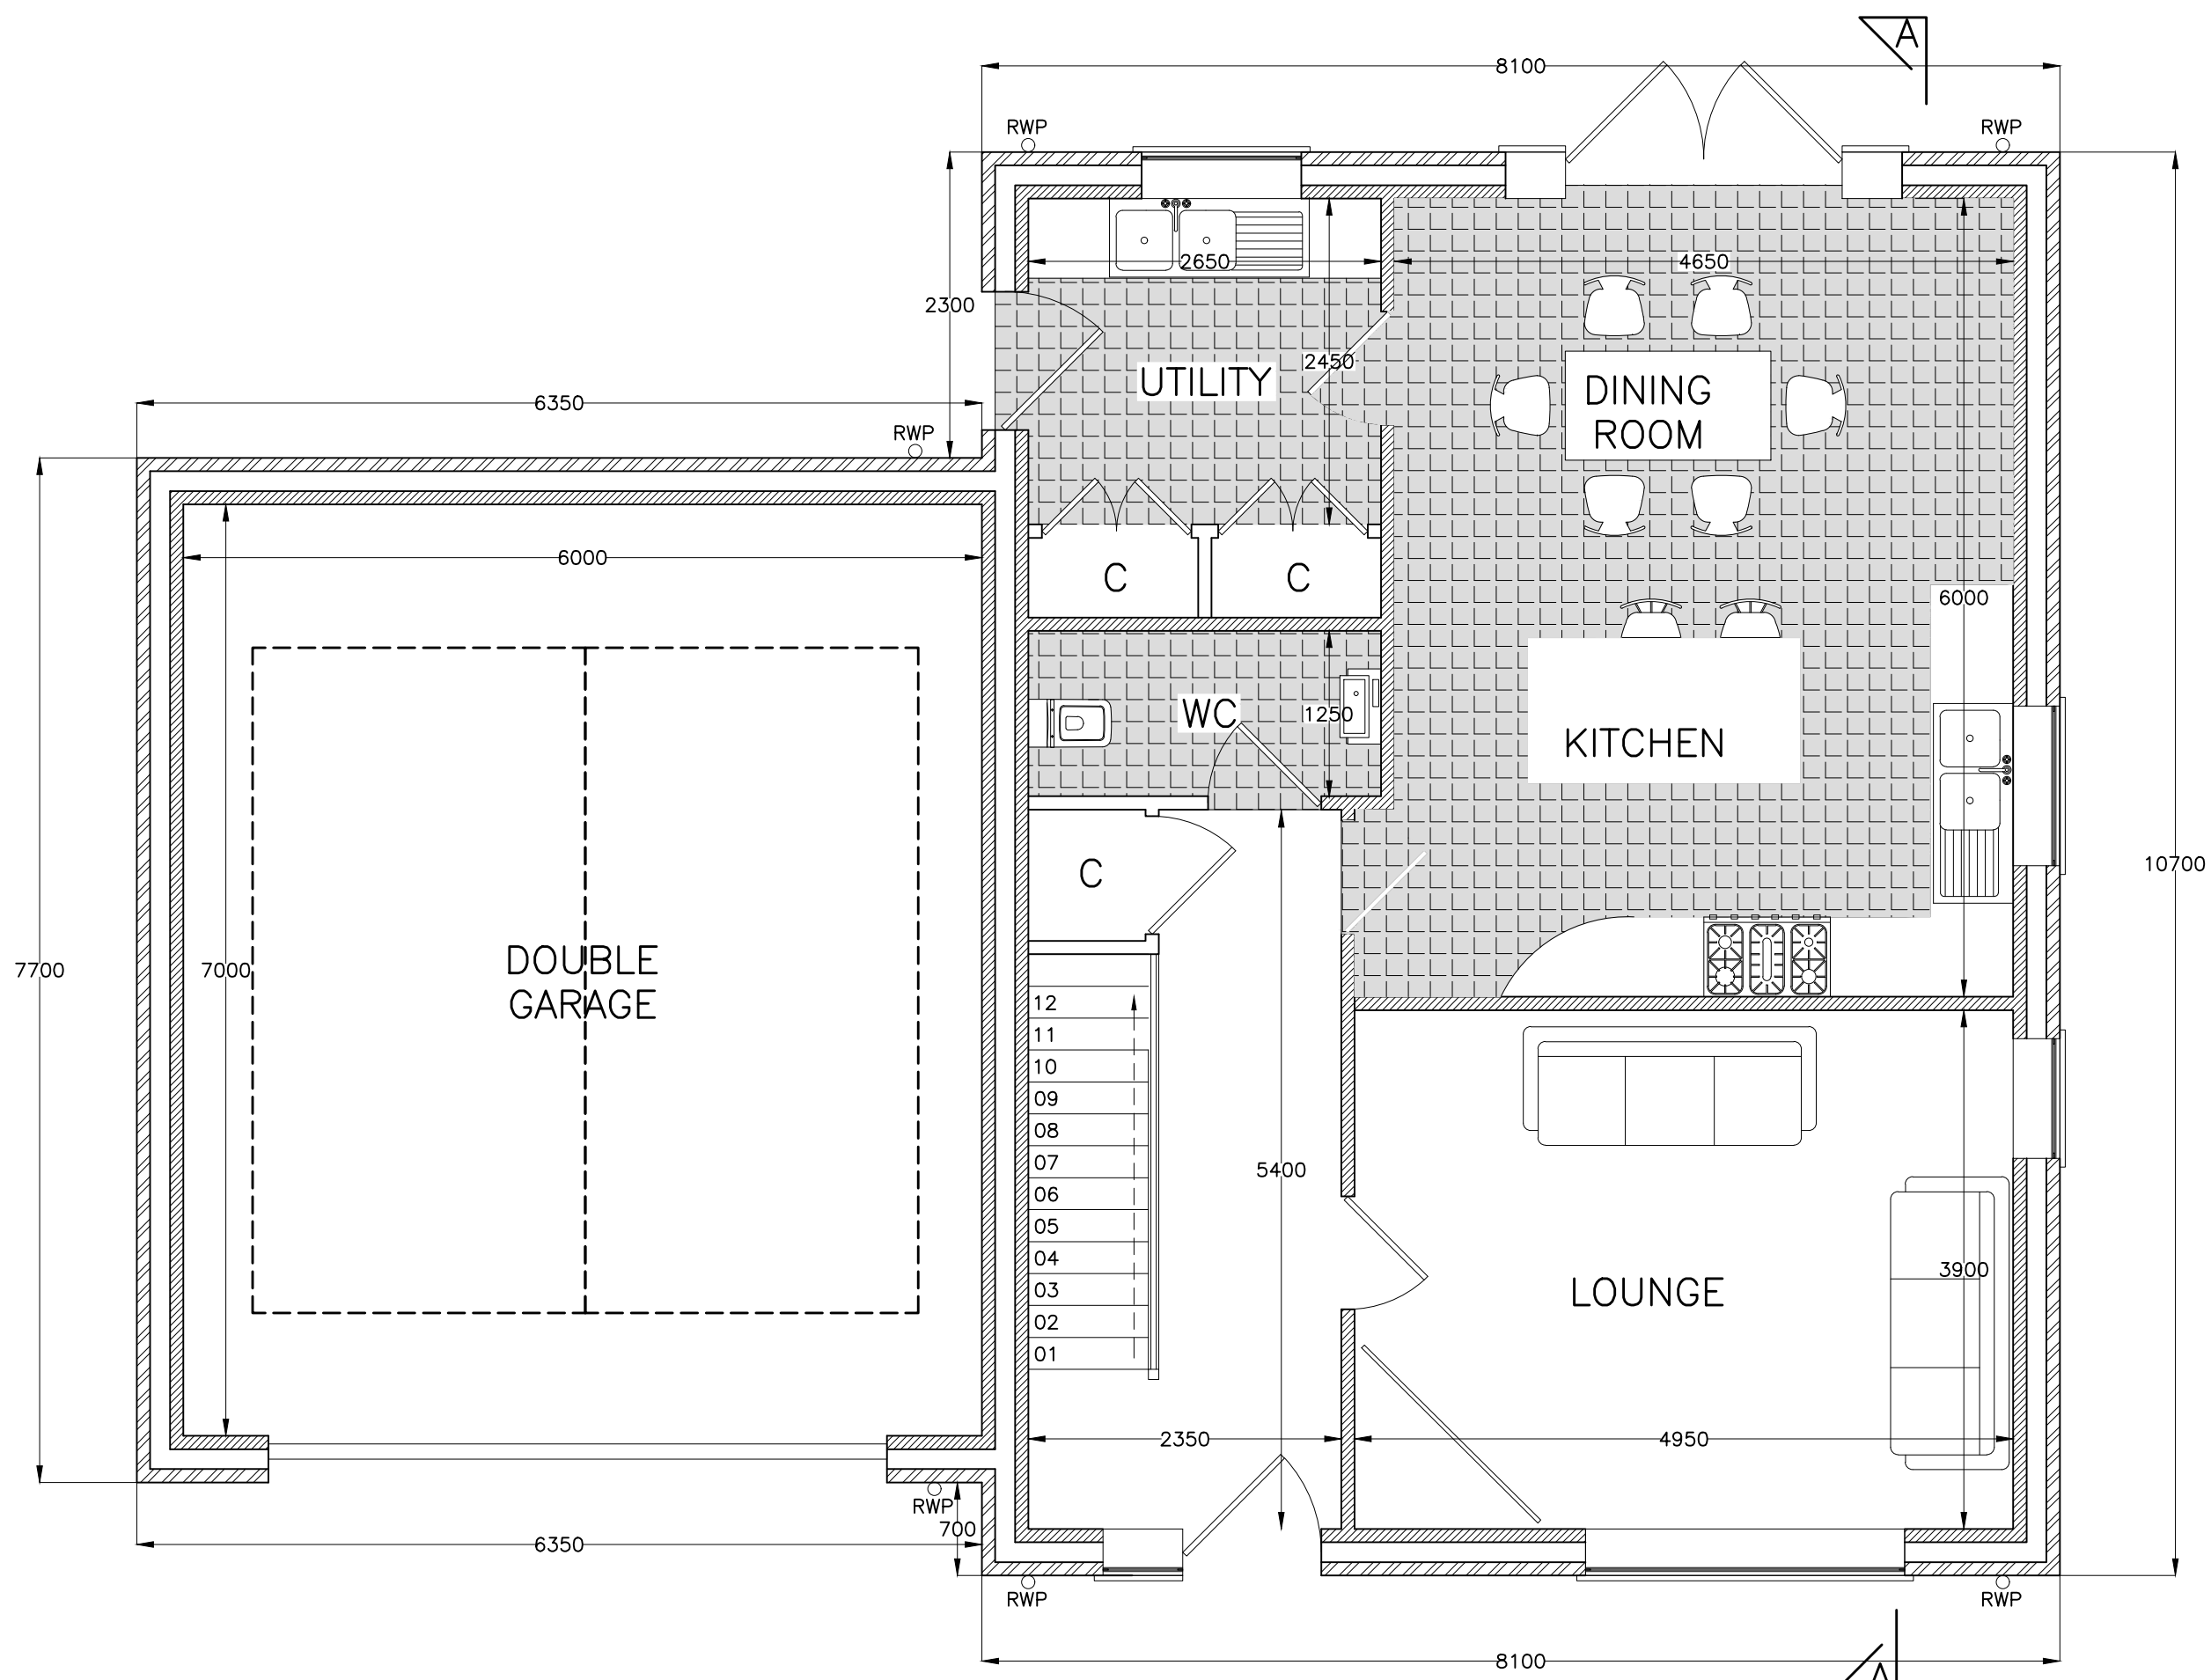 A
8100
RWP
RWP
2650
4650
2300
2450
UTILITY
DINING
ROOM
6350
RWP
6000
C
C
6000
WC
1250
KITCHEN
10700
C
DOUBLE
GARAGE
7700
7000
12
11
10
09
08
07
06
05
04
03
02
01
5400
3900
LOUNGE
2350
4950
RWP
700
6350
RWP
RWP
8100
A